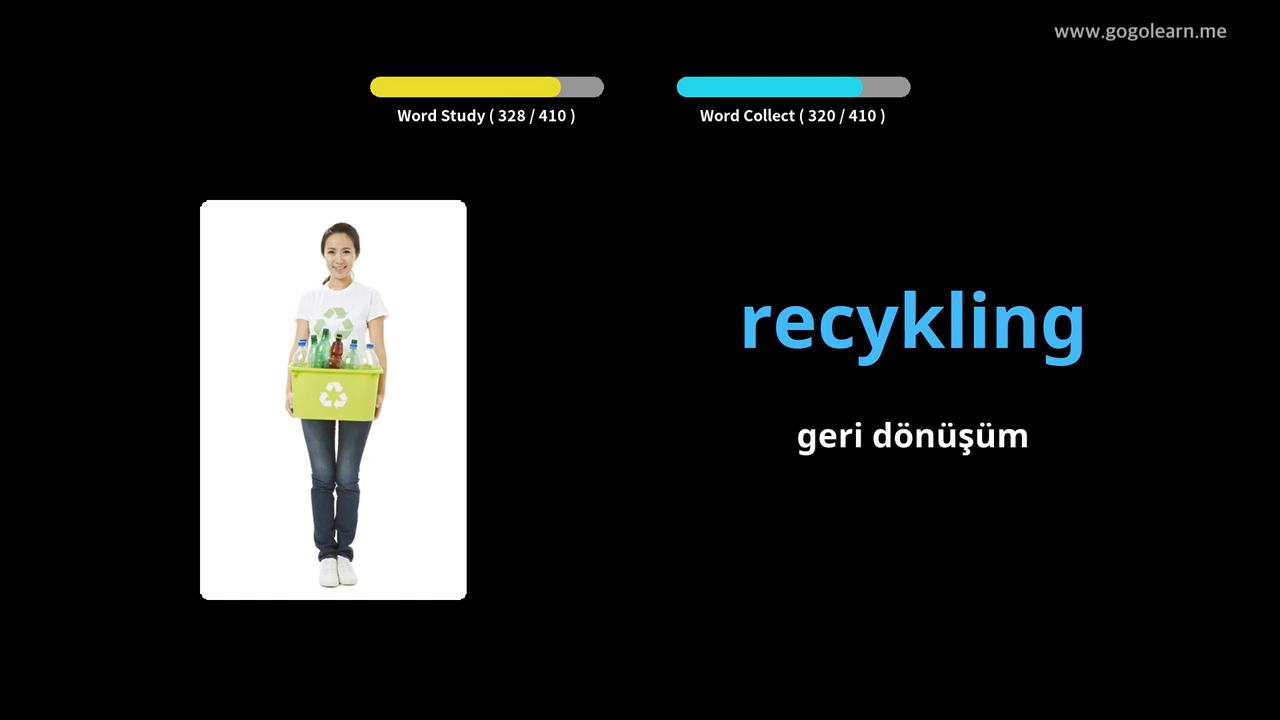 www.gogolearn.me
Word Study ( 328 / 410 )
Word Collect ( 320 / 410 )
recykling
geri dönüşüm